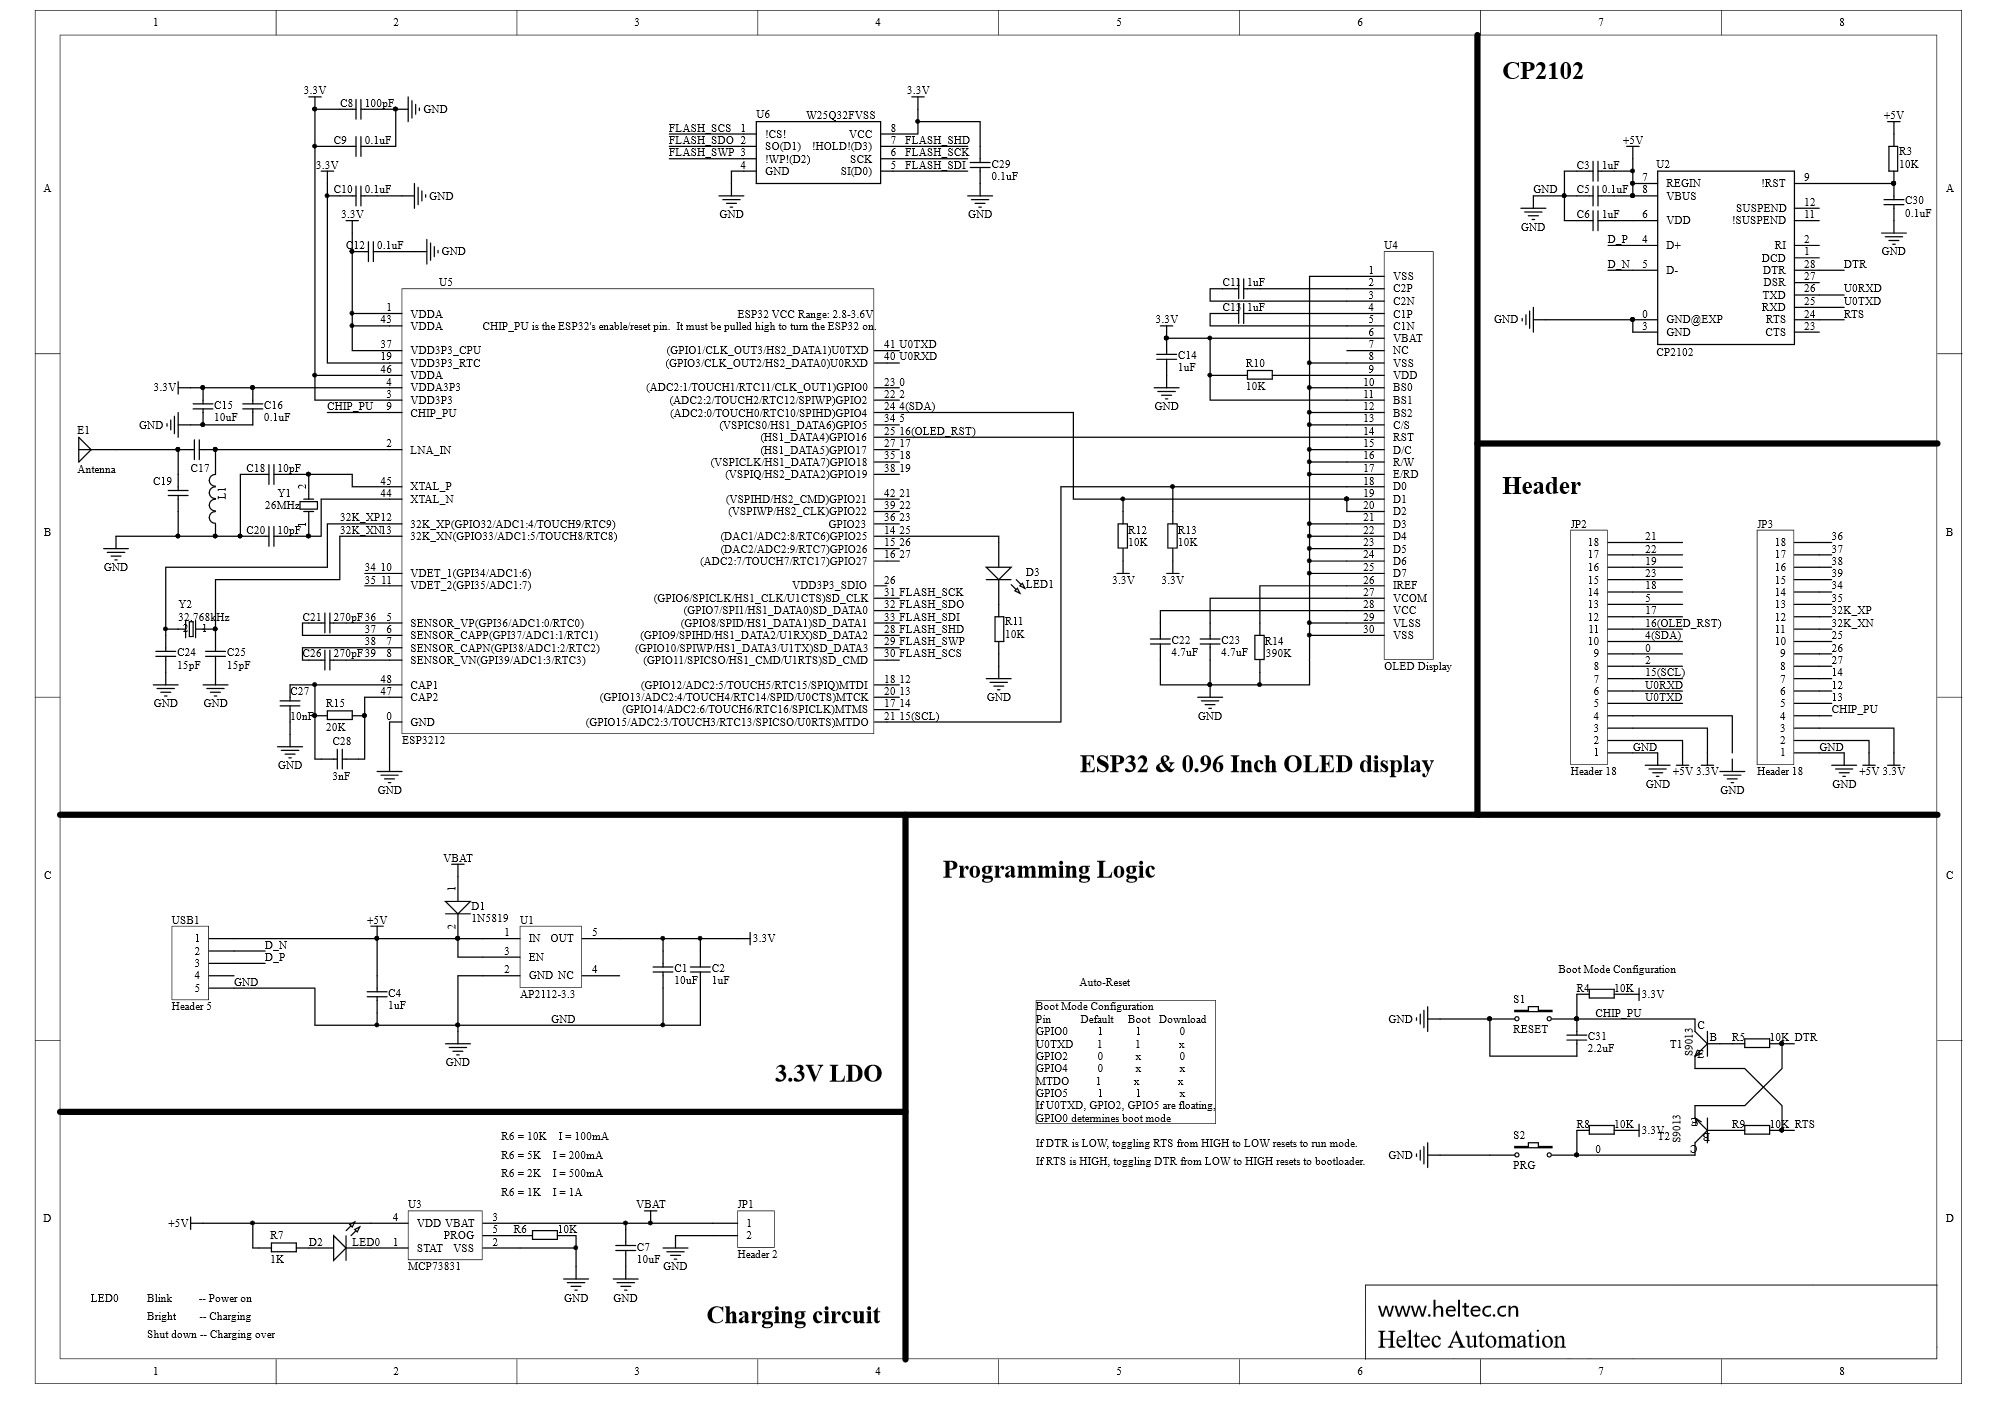 1 2 3 4 5 6 7 8
A
B
C
D
CP2102
+5V
R3
10K
C30
0.1uF
GND
+5V
U2
C3 1uF
C5 0.1uF
C6 1uF
GND
GND
7 REGIN
8 VBUS
6 VDD
D_P 4 D+
D_N 5 D-
GND 0 GND@EXP
3 GND
!RST 9
SUSPEND 12
!SUSPEND 11
RI 2
DCD 1
DTR 28 DTR
DSR 27
TXD 26 U0RXD
RXD 25 U0TXD
RTS 24 RTS
CTS 23
CP2102
3.3V
C8 100pF GND
C9 0.1uF
3.3V
C10 0.1uF GND
3.3V
C12 0.1uF GND
U6 W25Q32FVSS
FLASH_SCS 1 !CS! VCC 8
FLASH_SDO 2 SO(D1) !HOLD!(D3) 7 FLASH_SHD
FLASH_SWP 3 !WP!(D2) SCK 6 FLASH_SCK
4 GND SI(D0) 5 FLASH_SDI
GND
3.3V
C29
0.1uF
GND
U5
ESP32 VCC Range: 2.8-3.6V
CHIP_PU is the ESP32's enable/reset pin. It must be pulled high to turn the ESP32 on.
1 VDDA
43 VDDA
37 VDD3P3_CPU
19 VDD3P3_RTC
46 VDDA
4 VDDA3P3
3 VDD3P3
CHIP_PU 9 CHIP_PU
2 LNA_IN
45 XTAL_P
44 XTAL_N
32K_XP 12 32K_XP(GPIO32/ADC1:4/TOUCH9/RTC9)
32K_XN 13 32K_XN(GPIO33/ADC1:5/TOUCH8/RTC8)
34 10 VDET_1(GPI34/ADC1:6)
35 11 VDET_2(GPI35/ADC1:7)
C21 270pF 36 5 SENSOR_VP(GPI36/ADC1:0/RTC0)
37 6 SENSOR_CAPP(GPI37/ADC1:1/RTC1)
38 7 SENSOR_CAPN(GPI38/ADC1:2/RTC2)
C26 270pF 39 8 SENSOR_VN(GPI39/ADC1:3/RTC3)
48 CAP1
47 CAP2
0 GND
ESP3212
(GPIO1/CLK_OUT3/HS2_DATA1)U0TXD 41 U0TXD
(GPIO3/CLK_OUT2/HS2_DATA0)U0RXD 40 U0RXD
(ADC2:1/TOUCH1/RTC11/CLK_OUT1)GPIO0 23 0
(ADC2:2/TOUCH2/RTC12/SPIWP)GPIO2 22 2
(ADC2:0/TOUCH0/RTC10/SPIHD)GPIO4 24 4(SDA)
(VSPICS0/HS1_DATA6)GPIO5 34 5
(HS1_DATA4)GPIO16 25 16(OLED_RST)
(HS1_DATA5)GPIO17 27 17
(VSPICLK/HS1_DATA7)GPIO18 35 18
(VSPIQ/HS2_DATA2)GPIO19 38 19
(VSPIHD/HS2_CMD)GPIO21 42 21
(VSPIWP/HS2_CLK)GPIO22 39 22
GPIO23 36 23
(DAC1/ADC2:8/RTC6)GPIO25 14 25
(DAC2/ADC2:9/RTC7)GPIO26 15 26
(ADC2:7/TOUCH7/RTC17)GPIO27 16 27
VDD3P3_SDIO 26
(GPIO6/SPICLK/HS1_CLK/U1CTS)SD_CLK 31 FLASH_SCK
(GPIO7/SPI1/HS1_DATA0)SD_DATA0 32 FLASH_SDO
(GPIO8/SPID/HS1_DATA1)SD_DATA1 33 FLASH_SDI
(GPIO9/SPIHD/HS1_DATA2/U1RX)SD_DATA2 28 FLASH_SHD
(GPIO10/SPIWP/HS1_DATA3/U1TX)SD_DATA3 29 FLASH_SWP
(GPIO11/SPICSO/HS1_CMD/U1RTS)SD_CMD 30 FLASH_SCS
(GPIO12/ADC2:5/TOUCH5/RTC15/SPIQ)MTDI 18 12
(GPIO13/ADC2:4/TOUCH4/RTC14/SPID/U0CTS)MTCK 20 13
(GPIO14/ADC2:6/TOUCH6/RTC16/SPICLK)MTMS 17 14
(GPIO15/ADC2:3/TOUCH3/RTC13/SPICSO/U0RTS)MTDO 21 15(SCL)
3.3V
C15
10uF
C16
0.1uF
GND
E1
Antenna
C17
C19
L1
C18 10pF
2
Y1
26MHz
1
C20 10pF
GND
Y2
32.768kHz
2 1
C24
15pF
C25
15pF
GND GND
C27
10nF
R15
20K
C28
3nF
GND
GND
D3
LED1
R11
10K
GND
R12
10K
R13
10K
3.3V 3.3V
3.3V
C14
1uF
GND
C11 1uF
C13 1uF
R10
10K
U4
1 VSS
2 C2P
3 C2N
4 C1P
5 C1N
6 VBAT
7 NC
8 VSS
9 VDD
10 BS0
11 BS1
12 BS2
13 C/S
14 RST
15 D/C
16 R/W
17 E/RD
18 D0
19 D1
20 D2
21 D3
22 D4
23 D5
24 D6
25 D7
26 IREF
27 VCOM
28 VCC
29 VLSS
30 VSS
OLED Display
C22
4.7uF
C23
4.7uF
R14
390K
GND
ESP32 & 0.96 Inch OLED display
Header
JP2
18 21
17 22
16 19
15 23
14 18
13 5
12 17
11 16(OLED_RST)
10 4(SDA)
9 0
8 2
7 15(SCL)
6 U0RXD
5 U0TXD
4
3
2
1 GND
Header 18
GND +5V 3.3V GND
JP3
18 36
17 37
16 38
15 39
14 34
13 35
12 32K_XP
11 32K_XN
10 25
9 26
8 27
7 14
6 12
5 13
4 CHIP_PU
3
2
1 GND
Header 18
GND +5V 3.3V
VBAT
1
D1
1N5819
2
USB1
1
2 D_N
3 D_P
4
5 GND
Header 5
+5V
C4
1uF
U1
1 IN OUT 5
3 EN
2 GND NC 4
AP2112-3.3
3.3V
C1
10uF
C2
1uF
GND
GND
3.3V LDO
R6 = 10K I = 100mA
R6 = 5K I = 200mA
R6 = 2K I = 500mA
R6 = 1K I = 1A
+5V
R7
1K
D2 LED0
U3
4 VDD VBAT 3
PROG 5
1 STAT VSS 2
MCP73831
R6 10K
GND
VBAT
C7
10uF
GND
GND
JP1
1
2
Header 2
LED0 Blink -- Power on
Bright -- Charging
Shut down -- Charging over
Charging circuit
Programming Logic
Auto-Reset
Boot Mode Configuration
Pin Default Boot Download
GPIO0 1 1 0
U0TXD 1 1 x
GPIO2 0 x 0
GPIO4 0 x x
MTDO 1 x x
GPIO5 1 1 x
If U0TXD, GPIO2, GPIO5 are floating,
GPIO0 determines boot mode
If DTR is LOW, toggling RTS from HIGH to LOW resets to run mode.
If RTS is HIGH, toggling DTR from LOW to HIGH resets to bootloader.
Boot Mode Configuration
R4 10K 3.3V
S1
GND
RESET
CHIP_PU
C31
2.2uF
C
B
E
T1
S9013
R5 10K DTR
R8 10K 3.3V
T2
S9013
E
B
C
R9 10K RTS
S2
GND
PRG
0
www.heltec.cn
Heltec Automation
A
B
C
D
1 2 3 4 5 6 7 8